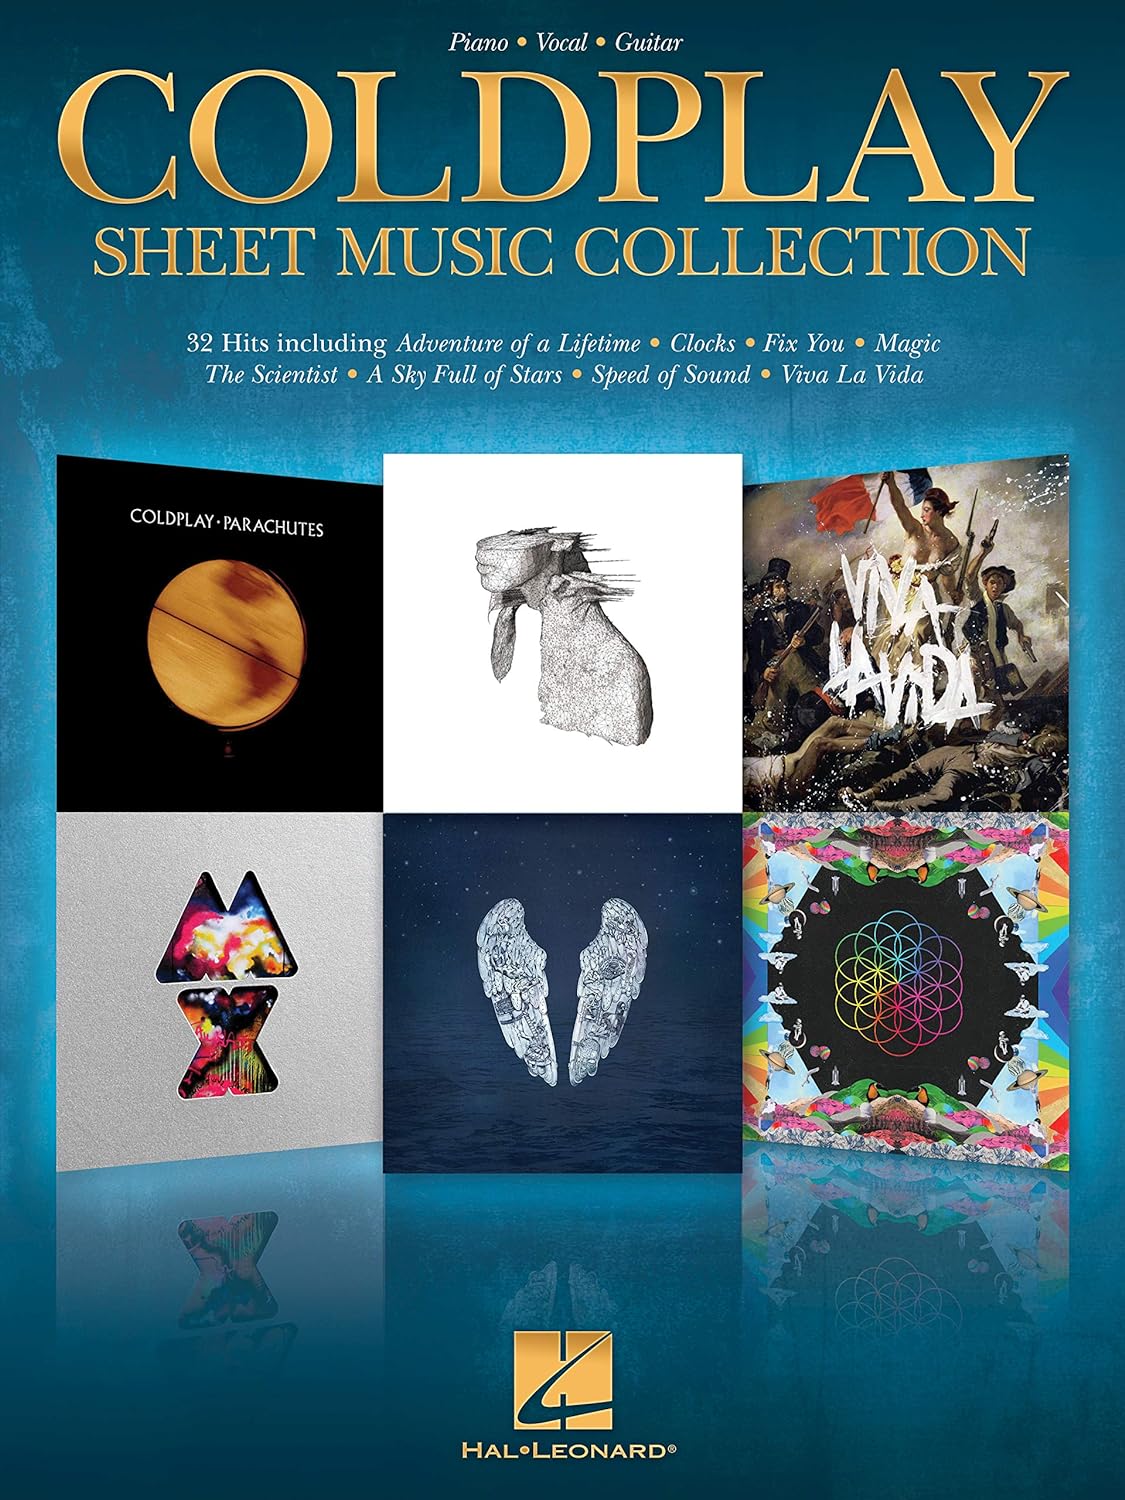 Piano • Vocal • Guitar
COLDPLAY
SHEET MUSIC COLLECTION
32 Hits including Adventure of a Lifetime • Clocks • Fix You • Magic
The Scientist • A Sky Full of Stars • Speed of Sound • Viva La Vida
COLDPLAY • PARACHUTES
VIVA
LA VIDA
HAL•LEONARD®